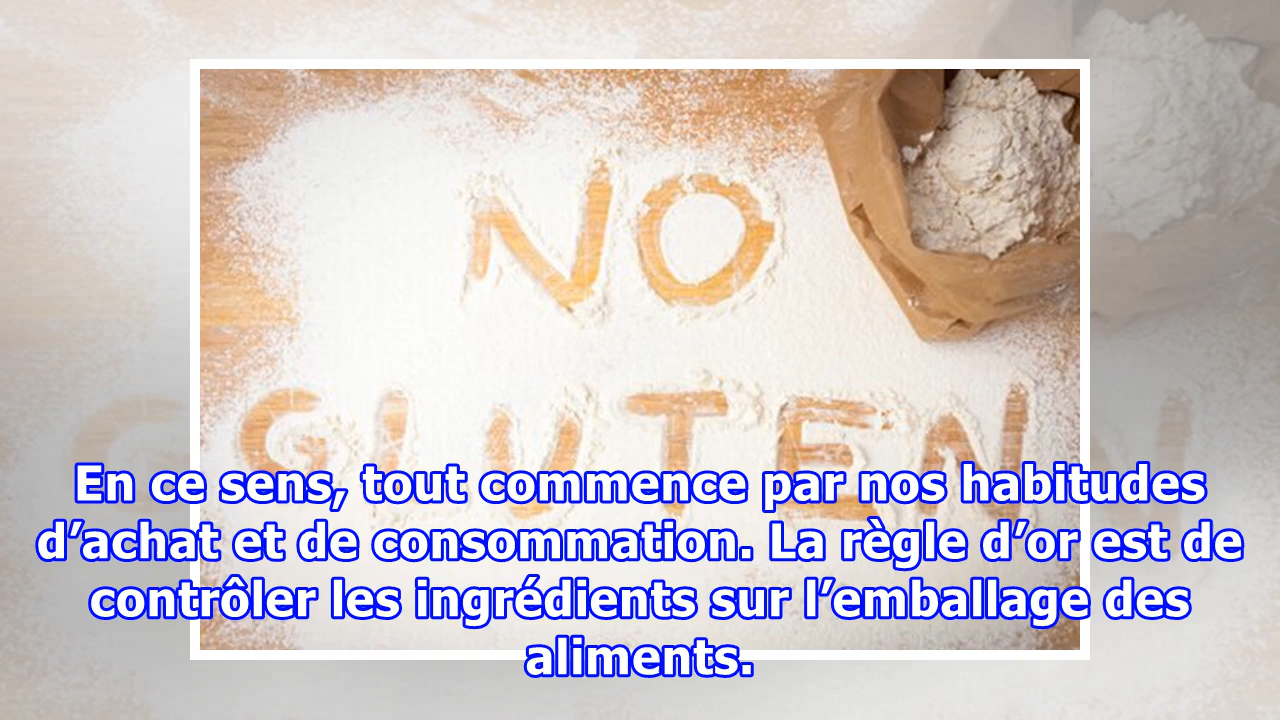 NO
GLUTEN
En ce sens, tout commence par nos habitudes
d’achat et de consommation. La règle d’or est de
contrôler les ingrédients sur l’emballage des
aliments.